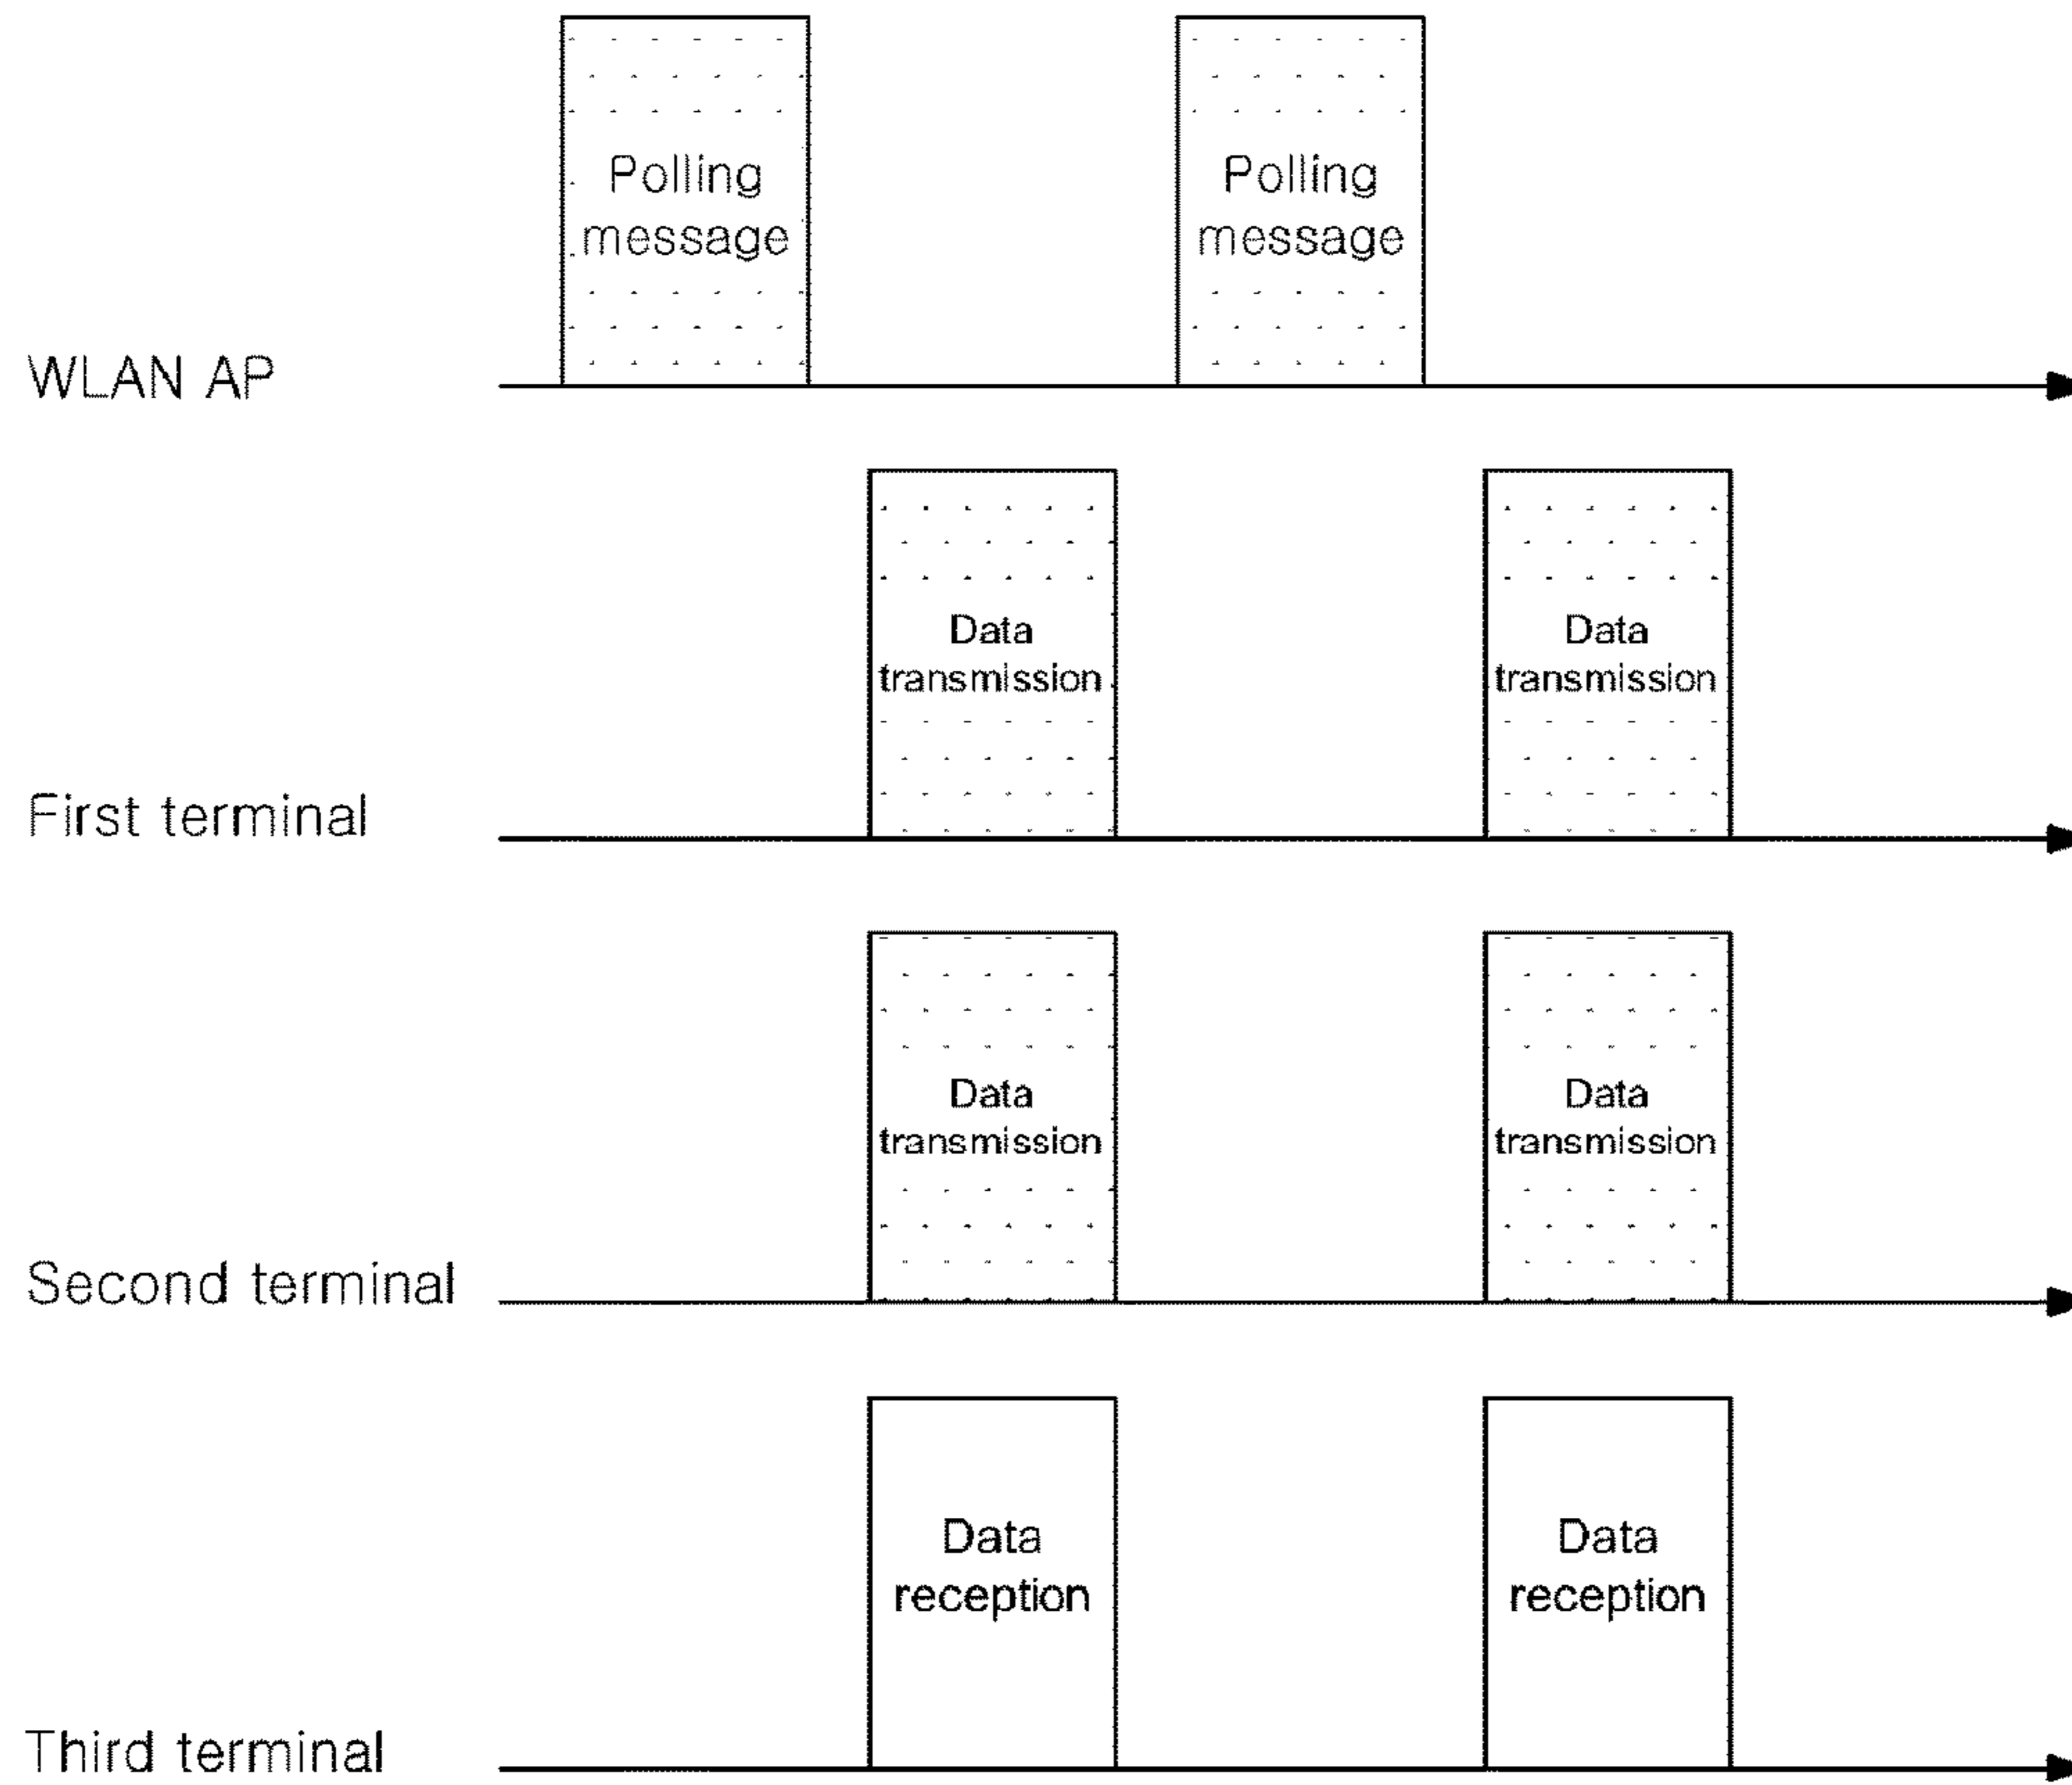 Polling
message
Polling
message
WLAN AP
Data
transmission
Data
transmission
First terminal
Data
transmission
Data
transmission
Second terminal
Data
reception
Data
reception
Third terminal